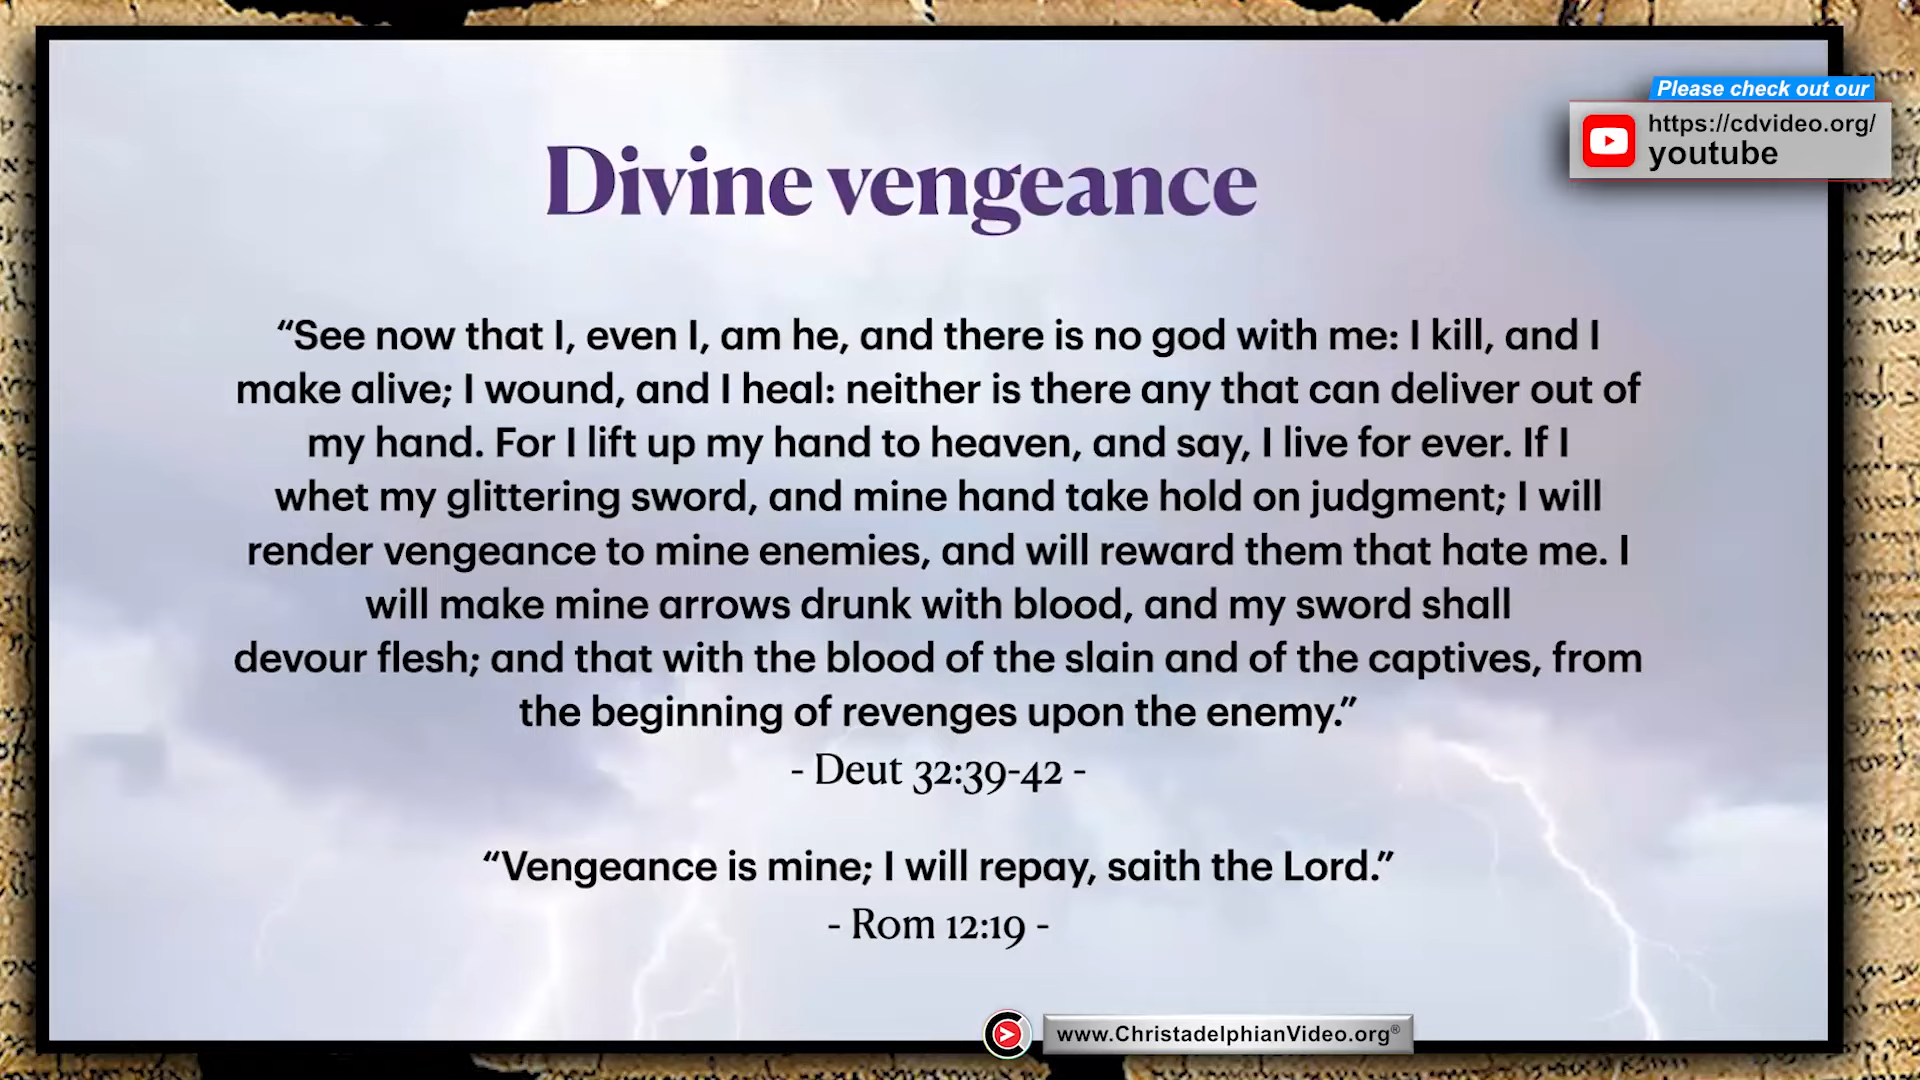 Please check out our
https://cdvideo.org/
youtube
Divine vengeance
“See now that I, even I, am he, and there is no god with me: I kill, and I
make alive; I wound, and I heal: neither is there any that can deliver out of
my hand. For I lift up my hand to heaven, and say, I live for ever. If I
whet my glittering sword, and mine hand take hold on judgment; I will
render vengeance to mine enemies, and will reward them that hate me. I
will make mine arrows drunk with blood, and my sword shall
devour flesh; and that with the blood of the slain and of the captives, from
the beginning of revenges upon the enemy.”
- Deut 32:39-42 -
“Vengeance is mine; I will repay, saith the Lord.”
- Rom 12:19 -
www.ChristadelphianVideo.org®